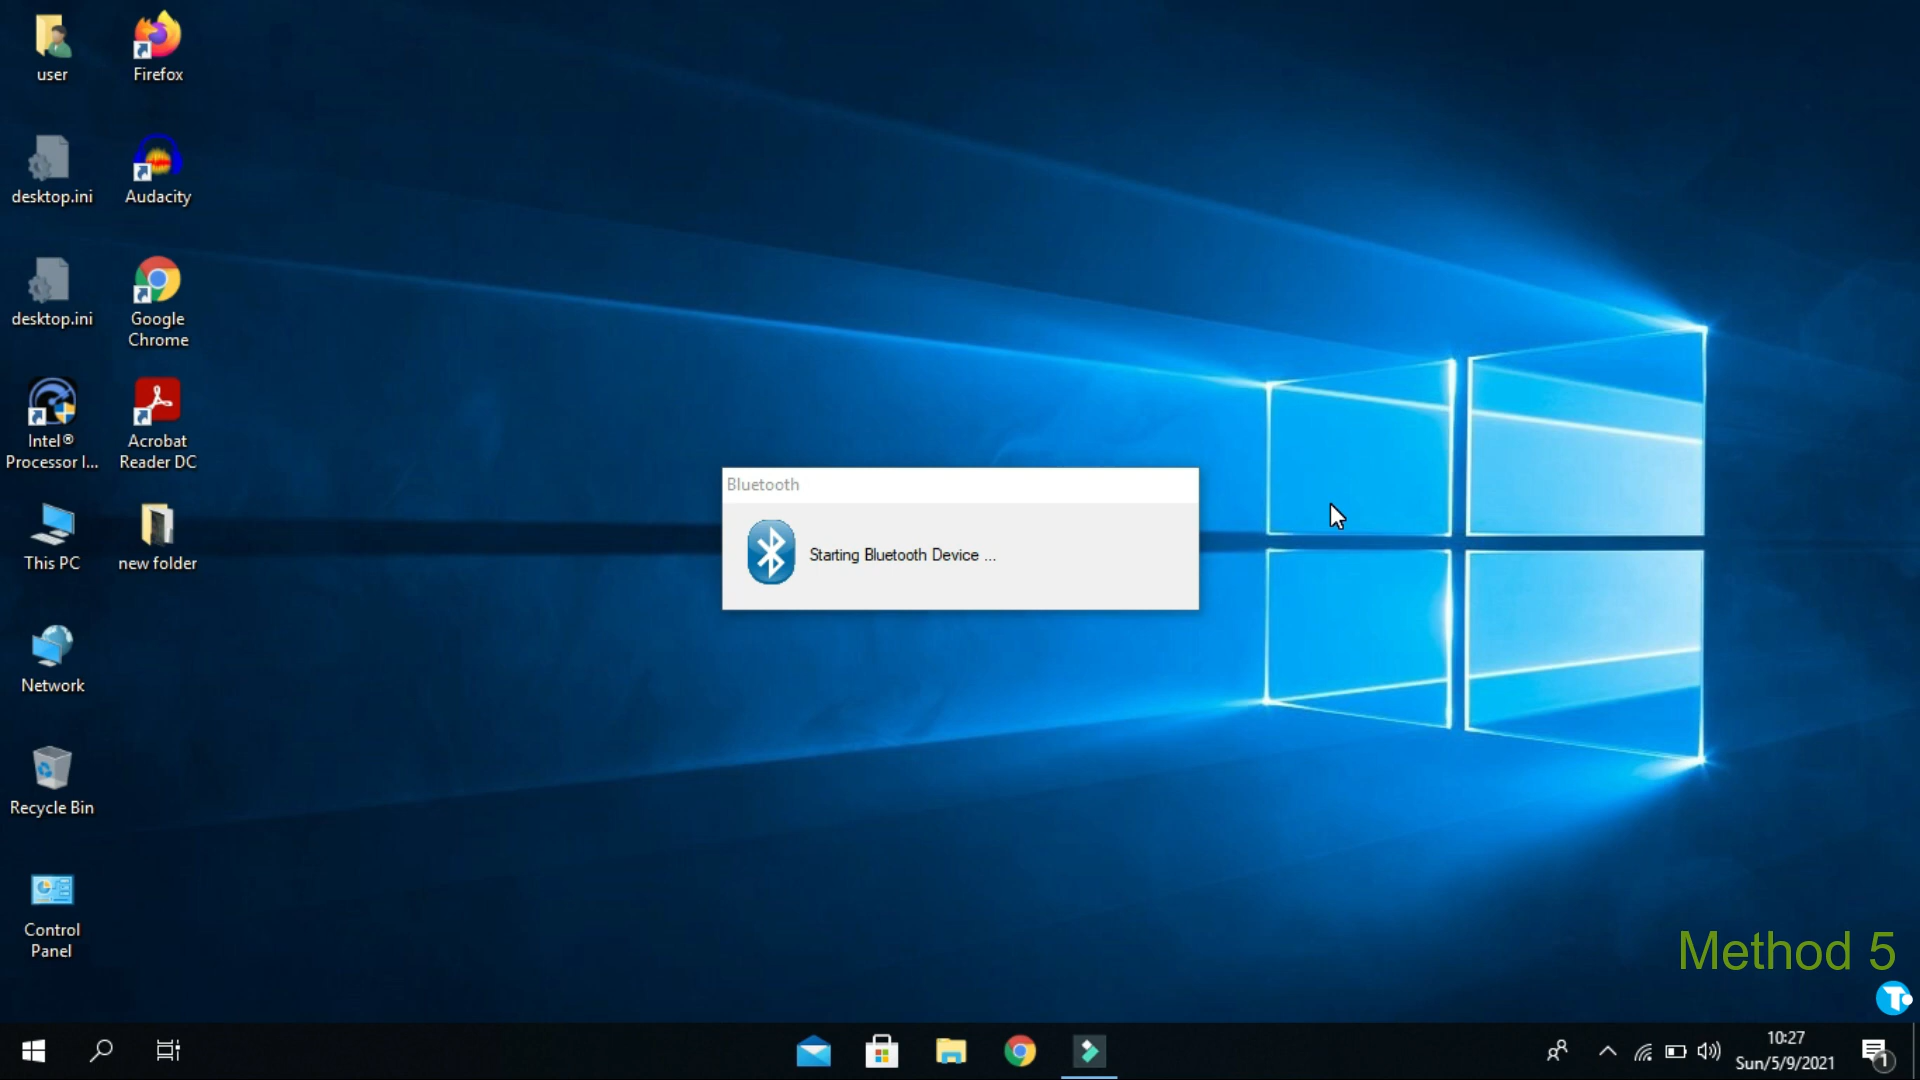 user
Firefox
desktop.ini
Audacity
desktop.ini
Google
Chrome
Intel®
Processor I...
Acrobat
Reader DC
This PC
new folder
Network
Recycle Bin
Control
Panel
Bluetooth
Starting Bluetooth Device ...
Method 5
10:27
Sun/5/9/2021
1